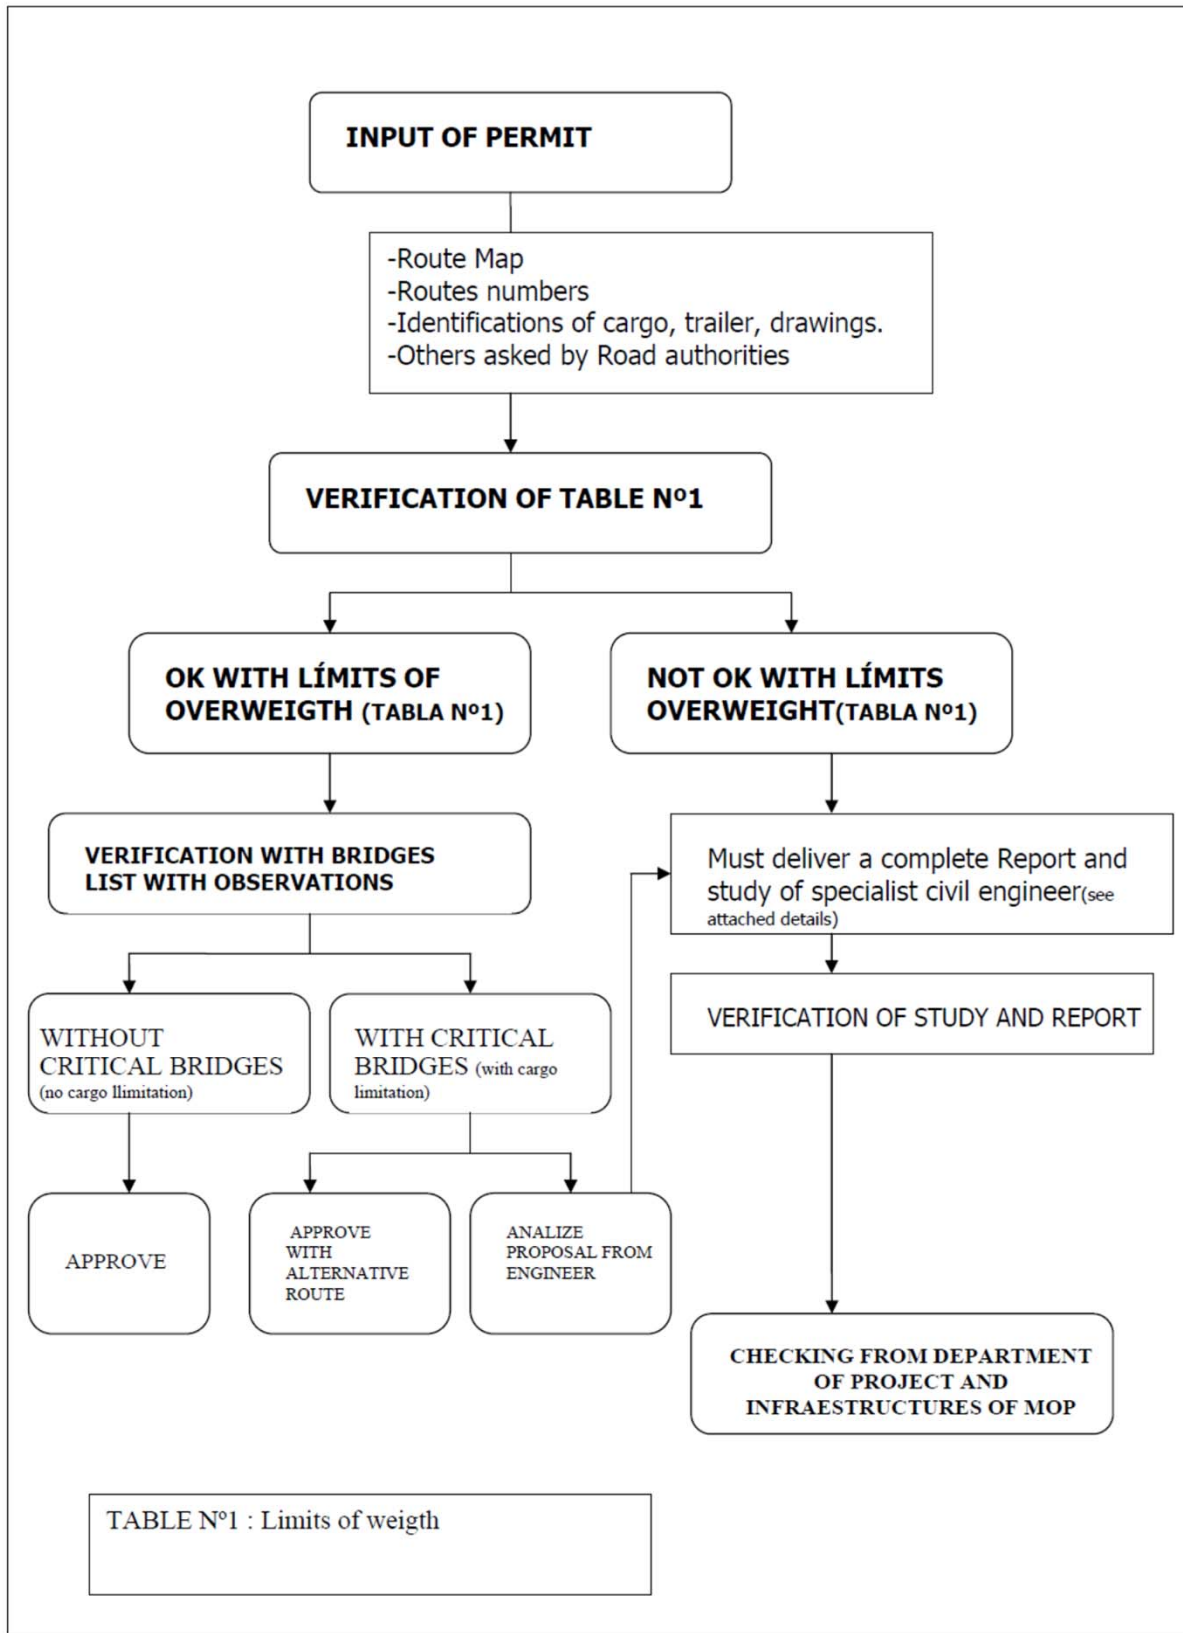 INPUT OF PERMIT
-Route Map
-Routes numbers
-Identifications of cargo, trailer, drawings.
-Others asked by Road authorities
VERIFICATION OF TABLE Nº1
OK WITH LÍMITS OF
OVERWEIGTH (TABLA Nº1)
NOT OK WITH LÍMITS
OVERWEIGHT(TABLA Nº1)
VERIFICATION WITH BRIDGES
LIST WITH OBSERVATIONS
Must deliver a complete Report and
study of specialist civil engineer(see
attached details)
VERIFICATION OF STUDY AND REPORT
WITHOUT
CRITICAL BRIDGES
(no cargo llimitation)
WITH CRITICAL
BRIDGES (with cargo
limitation)
APPROVE
APPROVE
WITH
ALTERNATIVE
ROUTE
ANALIZE
PROPOSAL FROM
ENGINEER
CHECKING FROM DEPARTMENT
OF PROJECT AND
INFRAESTRUCTURES OF MOP
TABLE Nº1 : Limits of weigth